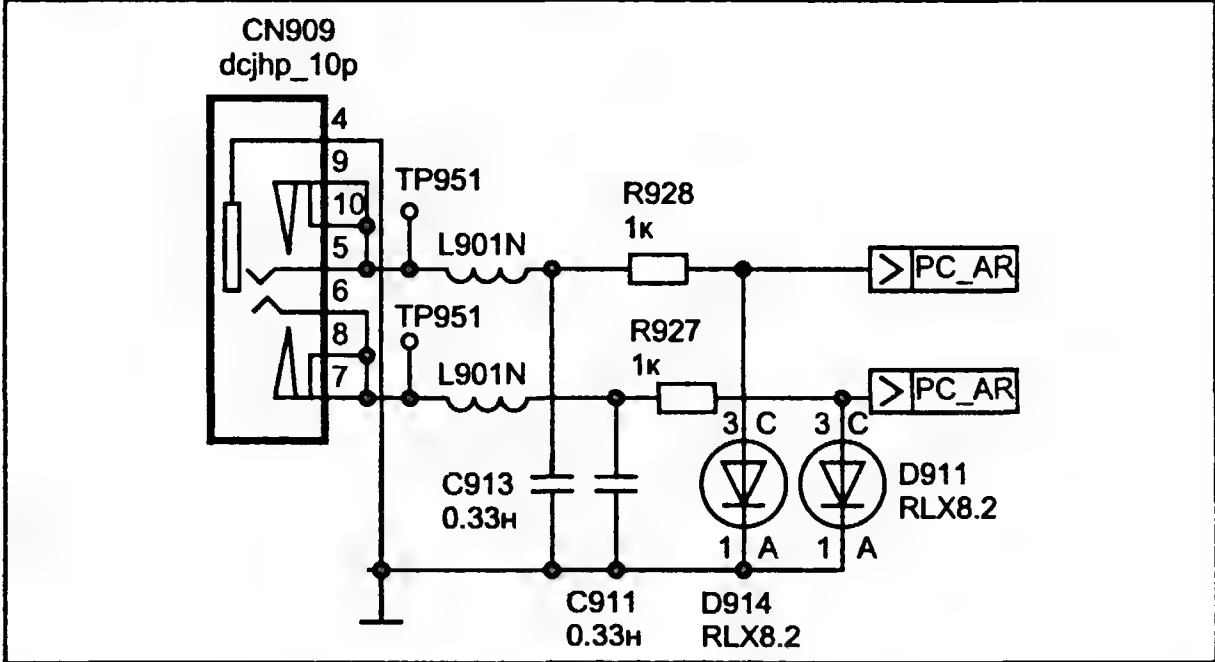 CN909
dcjhp_10p
4
9
10
5
6
8
7
TP951
L901N
R928
1к
PC_AR
TP951
L901N
R927
1к
PC_AR
3 C
3 C
C913
0.33н
D911
RLX8.2
1 A
1 A
C911
0.33н
D914
RLX8.2